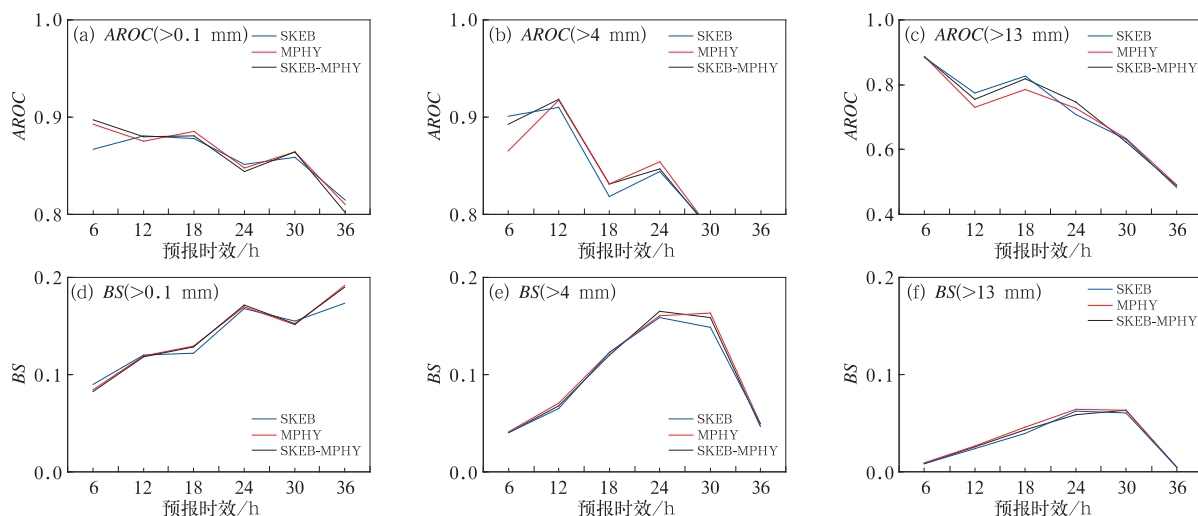 (a) AROC(>0.1 mm)
SKEB
MPHY
SKEB-MPHY
AROC
1.0
0.9
0.8
6 12 18 24 30 36
预报时效/h
(b) AROC(>4 mm)
SKEB
MPHY
SKEB-MPHY
AROC
1.0
0.9
0.8
6 12 18 24 30 36
预报时效/h
(c) AROC(>13 mm)
SKEB
MPHY
SKEB-MPHY
AROC
1.0
0.8
0.6
0.4
6 12 18 24 30 36
预报时效/h
(d) BS(>0.1 mm)
SKEB
MPHY
SKEB-MPHY
BS
0.2
0.1
0.0
6 12 18 24 30 36
预报时效/h
(e) BS(>4 mm)
SKEB
MPHY
SKEB-MPHY
BS
0.2
0.1
0.0
6 12 18 24 30 36
预报时效/h
(f) BS(>13 mm)
SKEB
MPHY
SKEB-MPHY
BS
0.2
0.1
0.0
6 12 18 24 30 36
预报时效/h